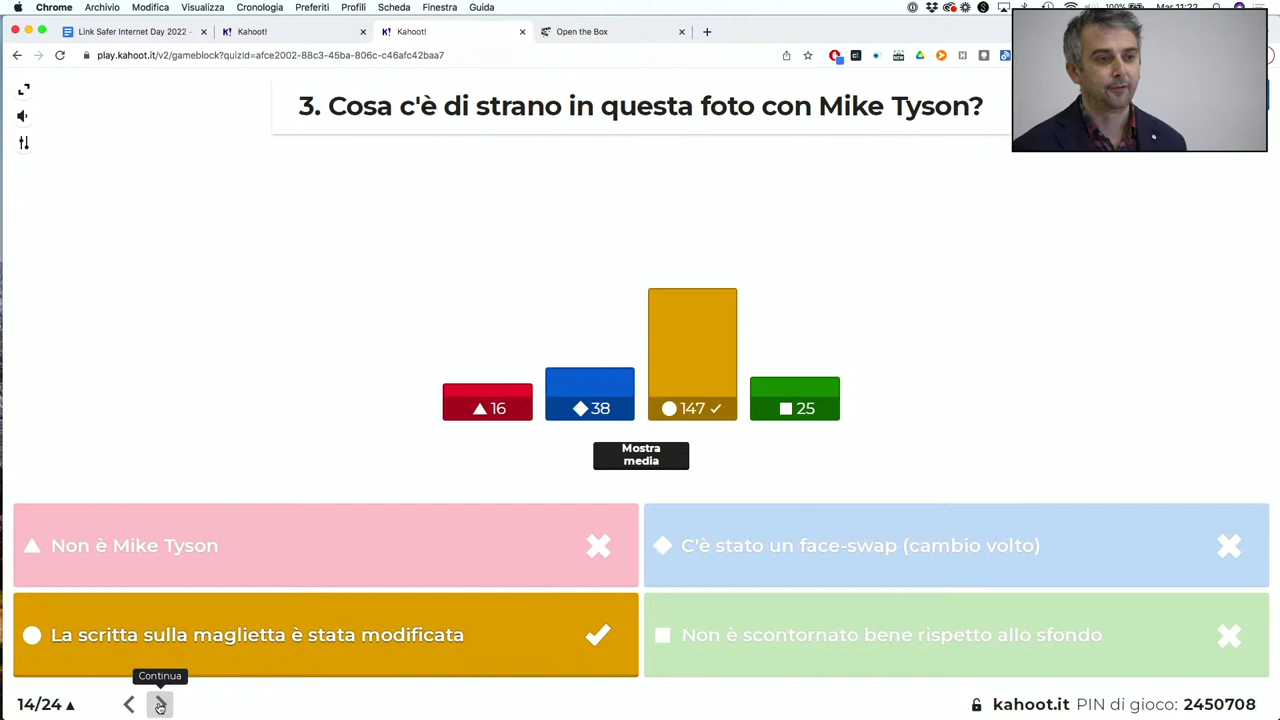 Chrome Archivio Modifica Visualizza Cronologia Preferiti Profili Scheda Finestra Guida 100% Mar 11:22
Link Safer Internet Day 2022 - Kahoot! Kahoot! Open the Box
play.kahoot.it/v2/gameblock?quizId=afce2002-88c3-45ba-806c-c46afc42baa7
3. Cosa c'è di strano in questa foto con Mike Tyson?
16 38 147 25
Mostra
media
Non è Mike Tyson
C'è stato un face-swap (cambio volto)
La scritta sulla maglietta è stata modificata
Non è scontornato bene rispetto allo sfondo
Continua
14/24
kahoot.it PIN di gioco: 2450708